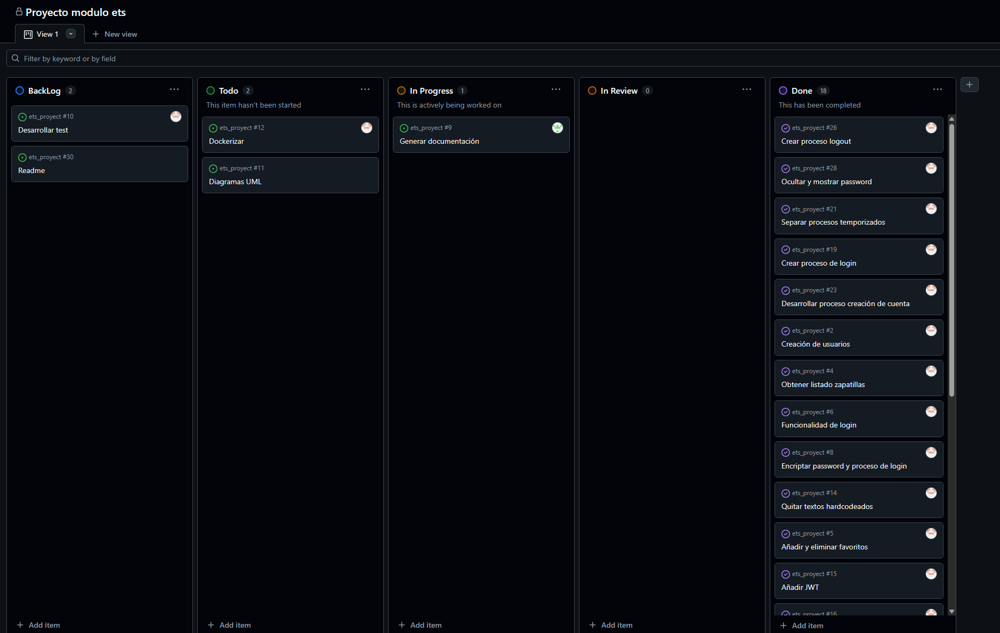 Proyecto modulo ets
View 1
New view
Filter by keyword or by field
BackLog 2
ets_proyect #10
Desarrollar test
ets_proyect #30
Readme
Add item
Todo 2
This item hasn't been started
ets_proyect #12
Dockerizar
ets_proyect #11
Diagramas UML
Add item
In Progress 1
This is actively being worked on
ets_proyect #9
Generar documentación
Add item
In Review 0
Add item
Done 18
This has been completed
ets_proyect #26
Crear proceso logout
ets_proyect #28
Ocultar y mostrar password
ets_proyect #21
Separar procesos temporizados
ets_proyect #19
Crear proceso de login
ets_proyect #23
Desarrollar proceso creación de cuenta
ets_proyect #2
Creación de usuarios
ets_proyect #4
Obtener listado zapatillas
ets_proyect #6
Funcionalidad de login
ets_proyect #8
Encriptar password y proceso de login
ets_proyect #14
Quitar textos hardcodeados
ets_proyect #5
Añadir y eliminar favoritos
ets_proyect #15
Añadir JWT
ets_proyect #16
Add item